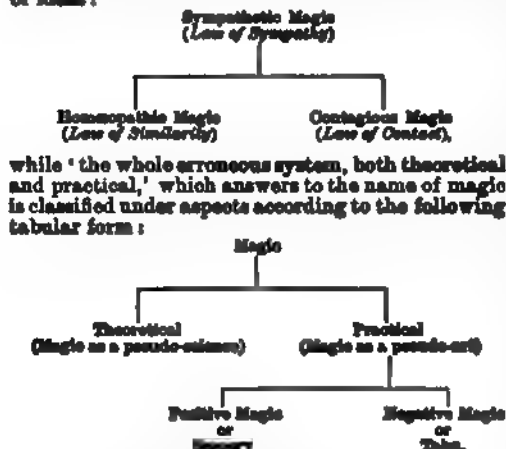 Sympathetic Magic
(Law of Sympathy)
Homœopathic Magic Contagious Magic
(Law of Similarity) (Law of Contact),
while ‘ the whole erroneous system, both theoretical
and practical,’ which answers to the name of magic
is classified under aspects according to the following
tabular form :
Magic
Theoretical Practical
(Magic as a pseudo-science) (Magic as a pseudo-art)
Positive Magic Negative Magic
or or
Tabu.